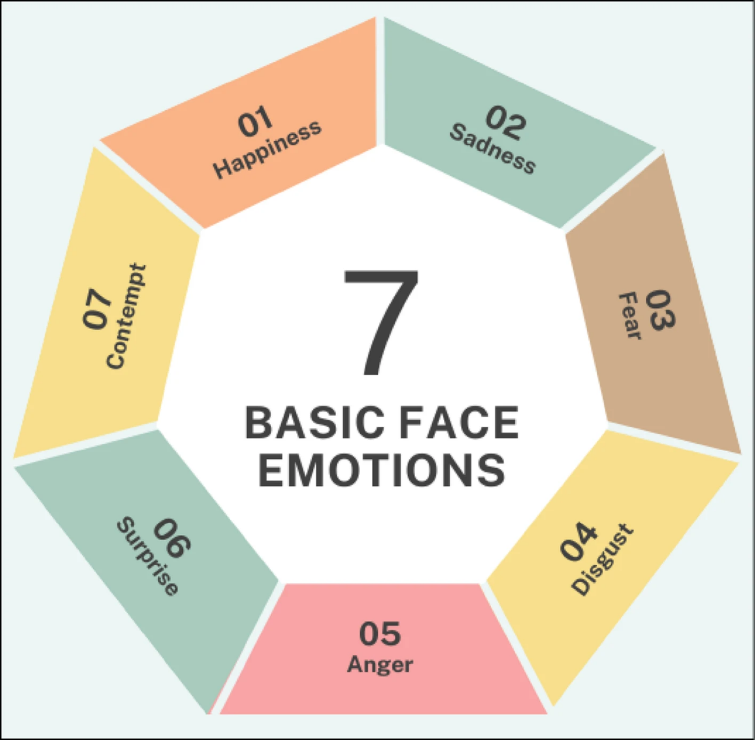 7
BASIC FACE
EMOTIONS
01
Happiness
02
Sadness
03
Fear
04
Disgust
05
Anger
06
Surprise
07
Contempt